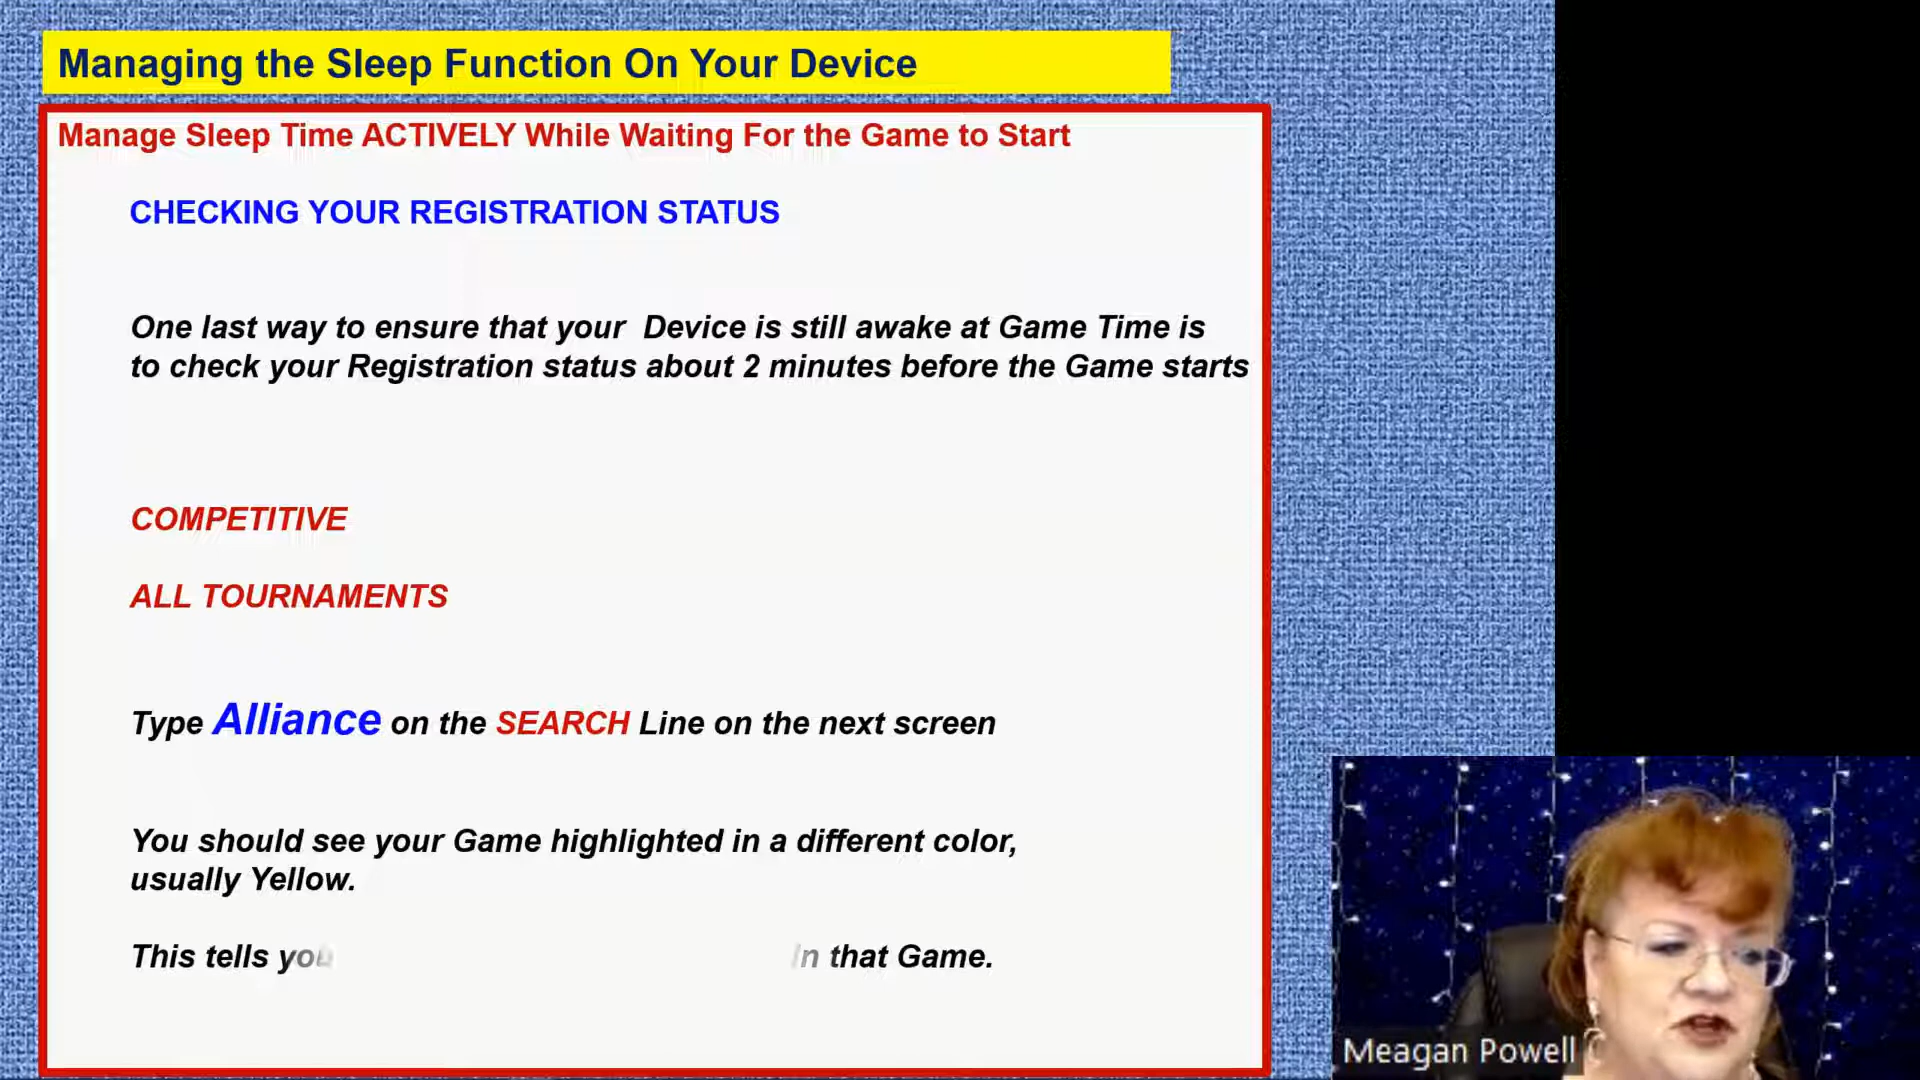 Managing the Sleep Function On Your Device
Manage Sleep Time ACTIVELY While Waiting For the Game to Start
CHECKING YOUR REGISTRATION STATUS
One last way to ensure that your Device is still awake at Game Time is
to check your Registration status about 2 minutes before the Game starts
COMPETITIVE
ALL TOURNAMENTS
Type Alliance on the SEARCH Line on the next screen
You should see your Game highlighted in a different color,
usually Yellow.
This tells you In that Game.
Meagan Powell